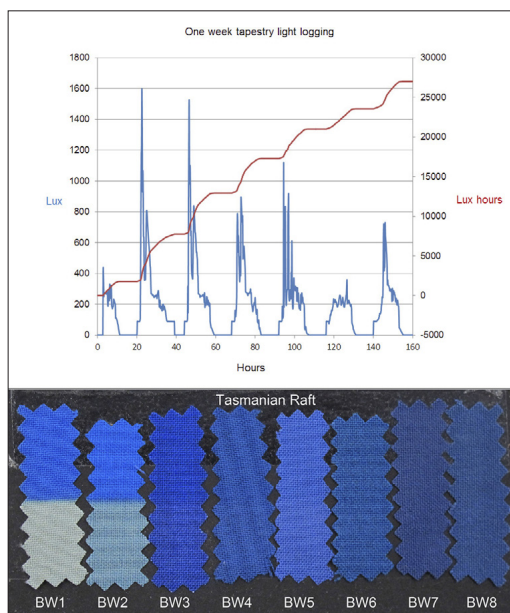 One week tapestry light logging
1800
1600
1400
1200
1000
800
600
400
200
0
Lux
30000
25000
20000
15000
10000
5000
0
-5000
Lux hours
0 20 40 60 80 100 120 140 160
Hours
Tasmanian Raft
BW1 BW2 BW3 BW4 BW5 BW6 BW7 BW8